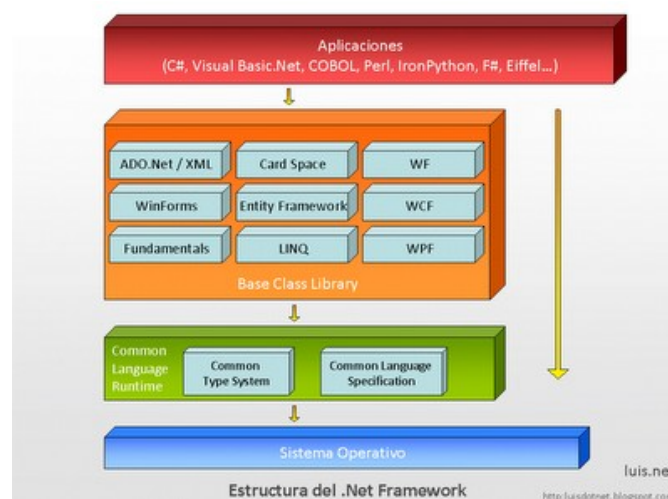 Aplicaciones
(C#, Visual Basic.Net, COBOL, Perl, IronPython, F#, Eiffel...)
ADO.Net / XML
Card Space
WF
WinForms
Entity Framework
WCF
Fundamentals
LINQ
WPF
Base Class Library
Common
Language
Runtime
Common
Type System
Common Language
Specification
Sistema Operativo
luis.ne
Estructura del .Net Framework